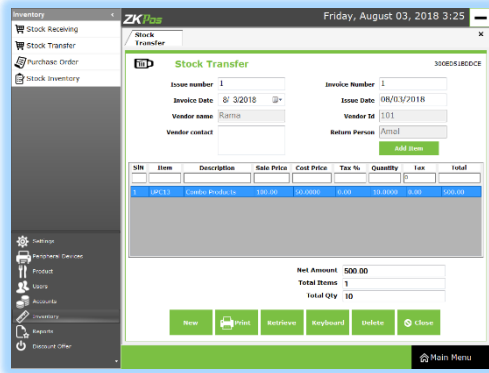 Inventory <
ZKPos
Friday, August 03, 2018 3:25
Stock Receiving
Stock Transfer
Purchase Order
Stock Inventory
Stock Transfer
x
Stock Transfer
300ED51B0DCE
Issue number 1
Invoice Number 1
Invoice Date 8/ 3/2018
Issue Date 08/03/2018
Vendor name Rama
Vendor Id 101
Vendor contact
Return Person Amal
Add Item
SlN Item Description Sale Price Cost Price Tax % Quantity Tax Total
0
1 UPC13 Combo Products 100.00 50.0000 0.00 10.0000 0.00 500.00
Settings
Peripheral Devices
Product
Users
Accounts
Inventory
Reports
Discount Offer
Net Amount 500.00
Total Items 1
Total Qty 10
New Print Retrieve Keyboard Delete Close
Main Menu